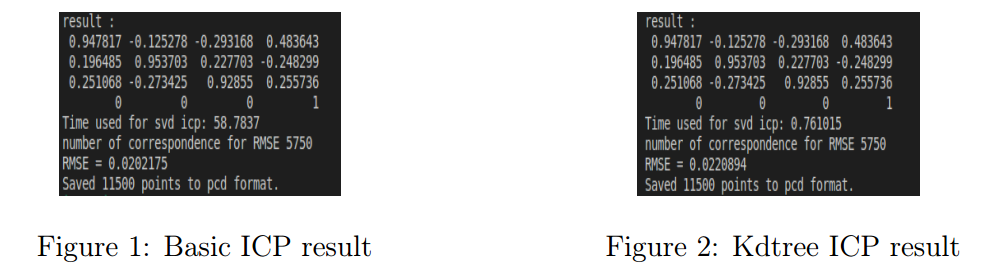 result :
0.947817 -0.125278 -0.293168 0.483643
0.196485 0.953703 0.227703 -0.248299
0.251068 -0.273425 0.92855 0.255736
0 0 0 1
Time used for svd icp: 58.7837
number of correspondence for RMSE 5750
RMSE = 0.0202175
Saved 11500 points to pcd format.
Figure 1: Basic ICP result
result :
0.947817 -0.125278 -0.293168 0.483643
0.196485 0.953703 0.227703 -0.248299
0.251068 -0.273425 0.92855 0.255736
0 0 0 1
Time used for svd icp: 0.761015
number of correspondence for RMSE 5750
RMSE = 0.0220894
Saved 11500 points to pcd format.
Figure 2: Kdtree ICP result